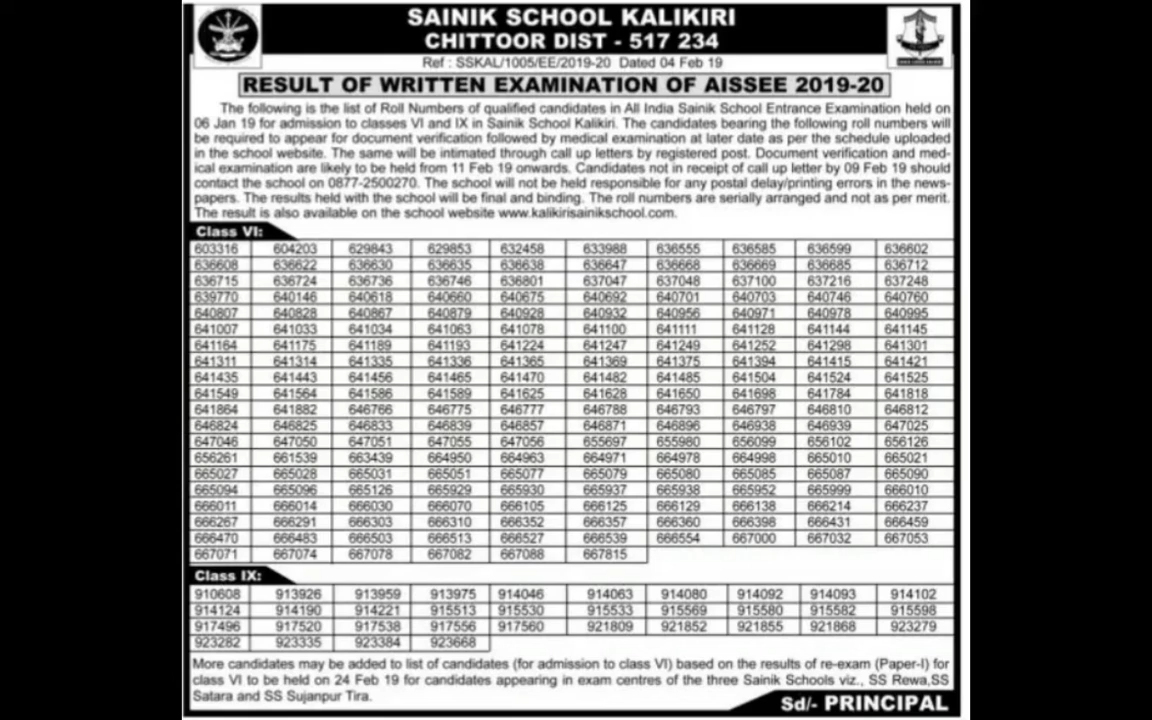 SAINIK SCHOOL KALIKIRI
CHITTOOR DIST - 517 234
Ref : SSKAL/1005/EE/2019-20 Dated 04 Feb 19
RESULT OF WRITTEN EXAMINATION OF AISSEE 2019-20
The following is the list of Roll Numbers of qualified candidates in All India Sainik School Entrance Examination held on
06 Jan 19 for admission to classes VI and IX in Sainik School Kalikiri. The candidates bearing the following roll numbers will
be required to appear for document verification followed by medical examination at later date as per the schedule uploaded
in the school website. The same will be intimated through call up letters by registered post. Document verification and med-
ical examination are likely to be held from 11 Feb 19 onwards. Candidates not in receipt of call up letter by 09 Feb 19 should
contact the school on 0877-2500270. The school will not be held responsible for any postal delay/printing errors in the news-
papers. The results held with the school will be final and binding. The roll numbers are serially arranged and not as per merit.
The result is also available on the school website www.kalikirisainikschool.com.
Class VI:
603316 604203 629843 629853 632458 633988 636555 636585 636599 636602
636608 636622 636630 636635 636638 636647 636668 636669 636685 636712
636715 636724 636736 636746 636801 637047 637048 637100 637216 637248
639770 640146 640618 640660 640675 640692 640701 640703 640746 640760
640807 640828 640867 640879 640928 640932 640956 640971 640978 640995
641007 641033 641034 641063 641078 641100 641111 641128 641144 641145
641164 641175 641189 641193 641224 641247 641249 641252 641298 641301
641311 641314 641335 641336 641365 641369 641375 641394 641415 641421
641435 641443 641456 641465 641470 641482 641485 641504 641524 641525
641549 641564 641586 641589 641625 641628 641650 641698 641784 641818
641864 641882 646766 646775 646777 646788 646793 646797 646810 646812
646824 646825 646833 646839 646857 646871 646896 646938 646939 647025
647046 647050 647051 647055 647056 655697 655980 656099 656102 656126
656261 661539 663439 664950 664963 664971 664978 664998 665010 665021
665027 665028 665031 665051 665077 665079 665080 665085 665087 665090
665094 665096 665126 665929 665930 665937 665938 665952 665999 666010
666011 666014 666030 666070 666105 666125 666129 666138 666214 666237
666267 666291 666303 666310 666352 666357 666360 666398 666431 666459
666470 666483 666503 666513 666527 666539 666554 667000 667032 667053
667071 667074 667078 667082 667088 667815
Class IX:
910608 913926 913959 913975 914046 914063 914080 914092 914093 914102
914124 914190 914221 915513 915530 915533 915569 915580 915582 915598
917496 917520 917538 917556 917560 921809 921852 921855 921868 923279
923282 923335 923384 923668
More candidates may be added to list of candidates (for admission to class VI) based on the results of re-exam (Paper-I) for
class VI to be held on 24 Feb 19 for candidates appearing in exam centres of the three Sainik Schools viz., SS Rewa,SS
Satara and SS Sujanpur Tira.
Sd/- PRINCIPAL